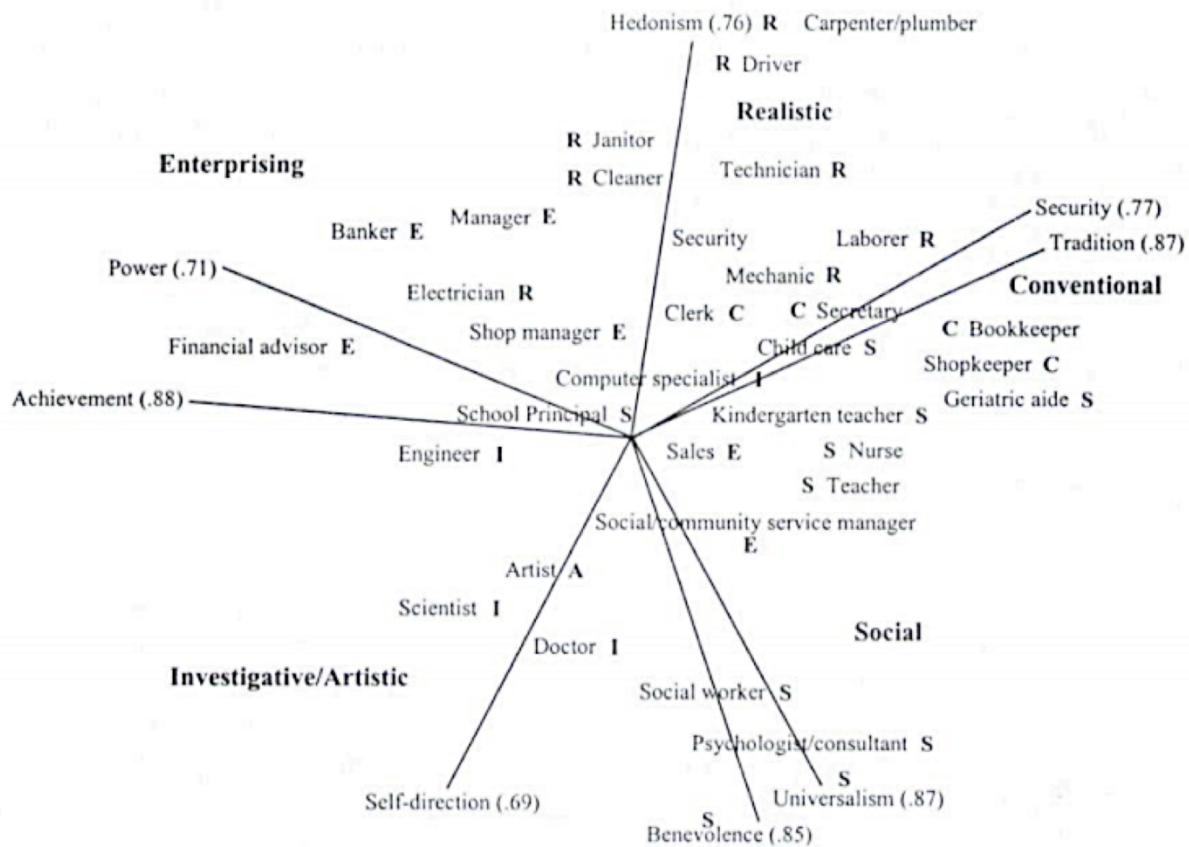 Hedonism (.76) R Carpenter/plumber
R Driver
Realistic
R Janitor
Enterprising
Technician R
R Cleaner
Security (.77)
Manager E
Banker E
Security
Laborer R
Tradition (.87)
Power (.71)
Mechanic R
Conventional
Electrician R
Clerk C
C Secretary
C Bookkeeper
Shop manager E
Financial advisor E
Child care S
Shopkeeper C
Computer specialist I
Achievement (.88)
Geriatric aide S
School Principal S
Kindergarten teacher S
Engineer I
Sales E
S Nurse
S Teacher
Social/community service manager
E
Artist A
Scientist I
Social
Doctor I
Investigative/Artistic
Social worker S
Psychologist/consultant S
S
Self-direction (.69)
Universalism (.87)
S
Benevolence (.85)